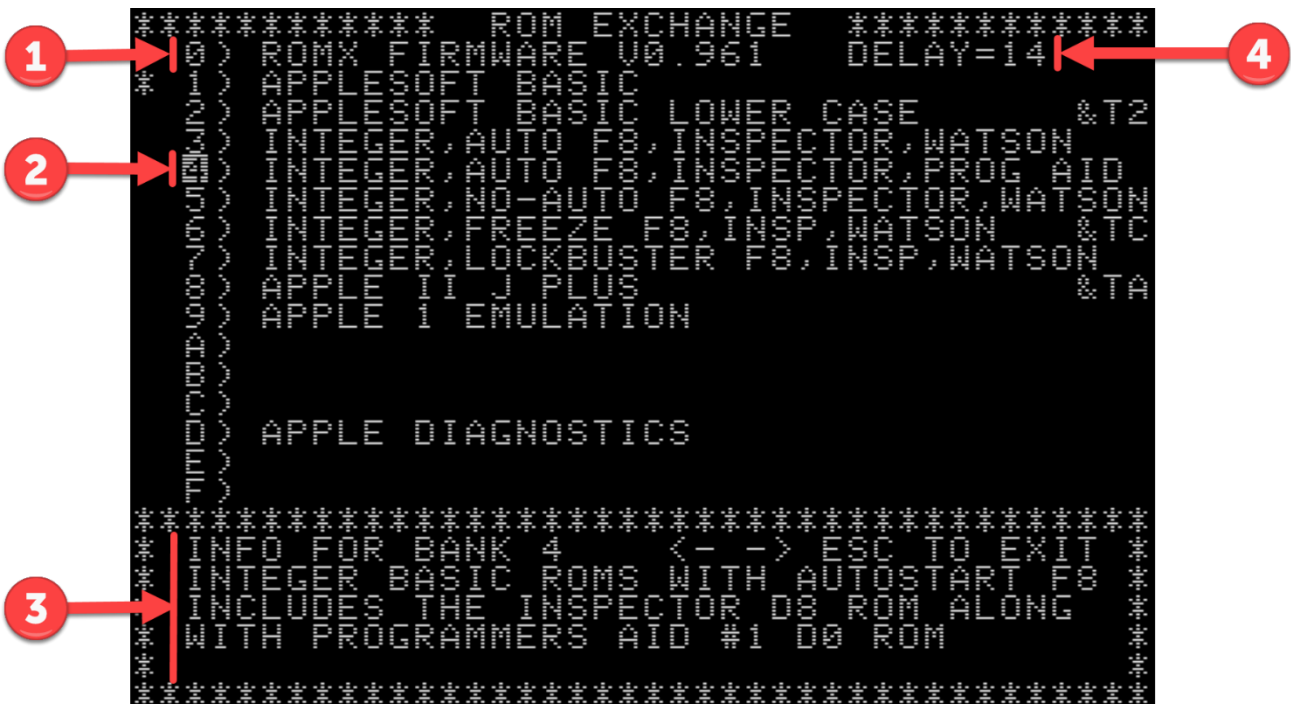 ************ ROM EXCHANGE ************
1 0) ROMX FIRMWARE V0.961 DELAY=14 4
* 1) APPLESOFT BASIC
2) APPLESOFT BASIC LOWER CASE &T2
3) INTEGER,AUTO F8,INSPECTOR,WATSON
2 4) INTEGER,AUTO F8,INSPECTOR,PROG AID
5) INTEGER,NO-AUTO F8,INSPECTOR,WATSON
6) INTEGER,FREEZE F8,INSP,WATSON &TC
7) INTEGER,LOCKBUSTER F8,INSP,WATSON
8) APPLE II J PLUS &TA
9) APPLE 1 EMULATION
A)
B)
C)
D) APPLE DIAGNOSTICS
E)
F)
****************************************
* INFO FOR BANK 4 <- -> ESC TO EXIT *
* INTEGER BASIC ROMS WITH AUTOSTART F8 *
3 * INCLUDES THE INSPECTOR D8 ROM ALONG *
* WITH PROGRAMMERS AID #1 D0 ROM *
* *
****************************************